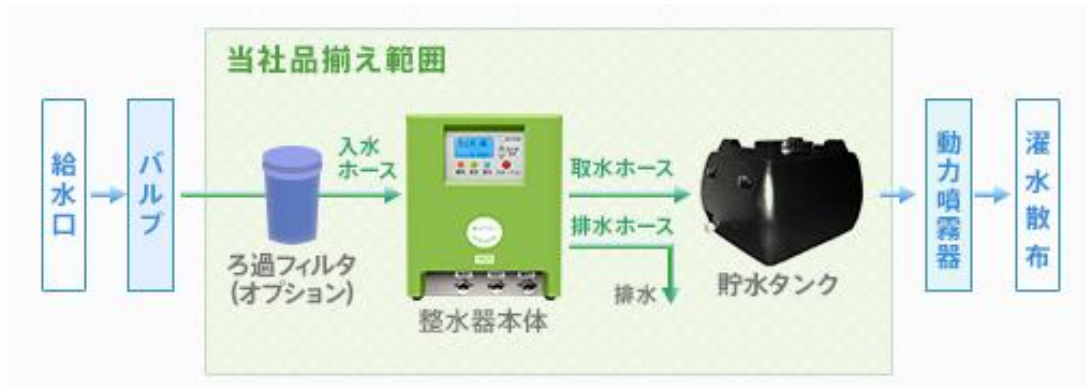 当社品揃え範囲
給水口
バルブ
入水
ホース
ろ過フィルタ
(オプション)
整水器本体
取水ホース
排水ホース
排水
貯水タンク
動力噴霧器
灌水散布